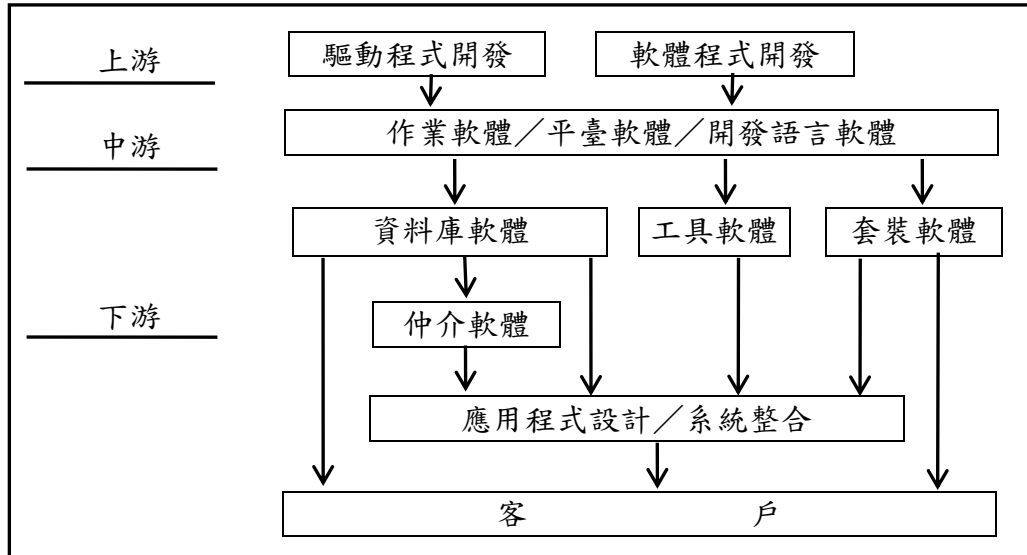 上游
驅動程式開發
軟體程式開發
中游
作業軟體／平臺軟體／開發語言軟體
資料庫軟體
工具軟體
套裝軟體
下游
仲介軟體
應用程式設計／系統整合
客 戶